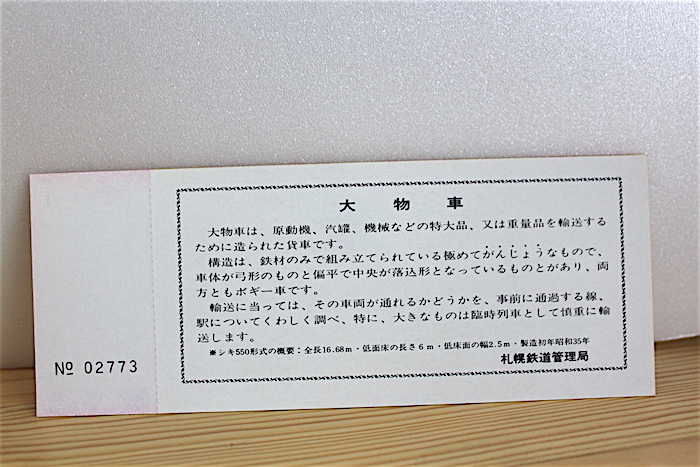 大物車
大物車は、原動機、汽罐、機械などの特大品、又は重量品を輸送する
ために造られた貨車です。
構造は、鉄材のみで組み立てられている極めてがんじょうなもので、
車体が弓形のものと偏平で中央が落込形となっているものとがあり、両
方ともボギー車です。
輸送に当っては、その車両が通れるかどうかを、事前に通過する線、
駅についてくわしく調べ、特に、大きなものは臨時列車として慎重に輸
送します。
※シキ550形式の概要:全長16.68m・低面床の長さ6m・低床面の幅2.5m・製造初年昭和35年
札幌鉄道管理局
№ 02773